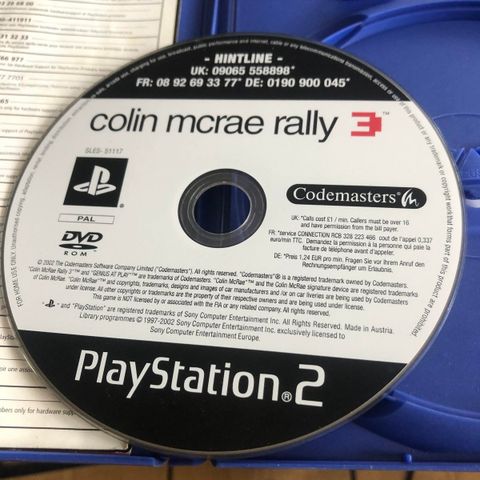 - HINTLINE -
UK: 09065 558898*
FR: 08 92 69 33 77* DE: 0190 900 045*
colin mcrae rally 3™
SLES- 51117
PAL
DVD
ROM
Codemasters
UK: *Calls cost £1 / min. Callers must be over 16
and have permission from the bill payer.
FR: *service CONNECTION RCB 328 223 466 cout de l'appel 0,337
euro/min TTC. Demandez la permission à la personne qui paie la
facture de téléphone avant d'appeler.
DE: *Preis 1.24 EUR pro min, Fragen Sie vor Ihrem Anruf den
Rechnungsempfänger um Erlaubnis.
© 2002 The Codemasters Software Company Limited ("Codemasters"). All rights reserved. "Codemasters"® is a registered trademark owned by Codemasters.
"Colin McRae Rally 3"™ and "GENIUS AT PLAY"™ are trademarks of Codemasters. "Colin McRae"™ and the Colin McRae signature device are registered trademarks
of Colin McRae. "Colin McRae"™ and copyrights, trademarks, designs and images of car manufacturers and /or on car liveries are being used by Codemasters
under license. All other copyrights or trademarks are the property of their respective owners and are being used under license.
This game is NOT licensed by or associated with the FIA or any related company. All rights reserved.
and "PlayStation" are registered trademarks of Sony Computer Entertainment Inc. All Rights Reserved. Made in Austria.
Library programmes © 1997-2002 Sony Computer Entertainment Inc. exclusively licensed to
Sony Computer Entertainment Europe.
PlayStation®2